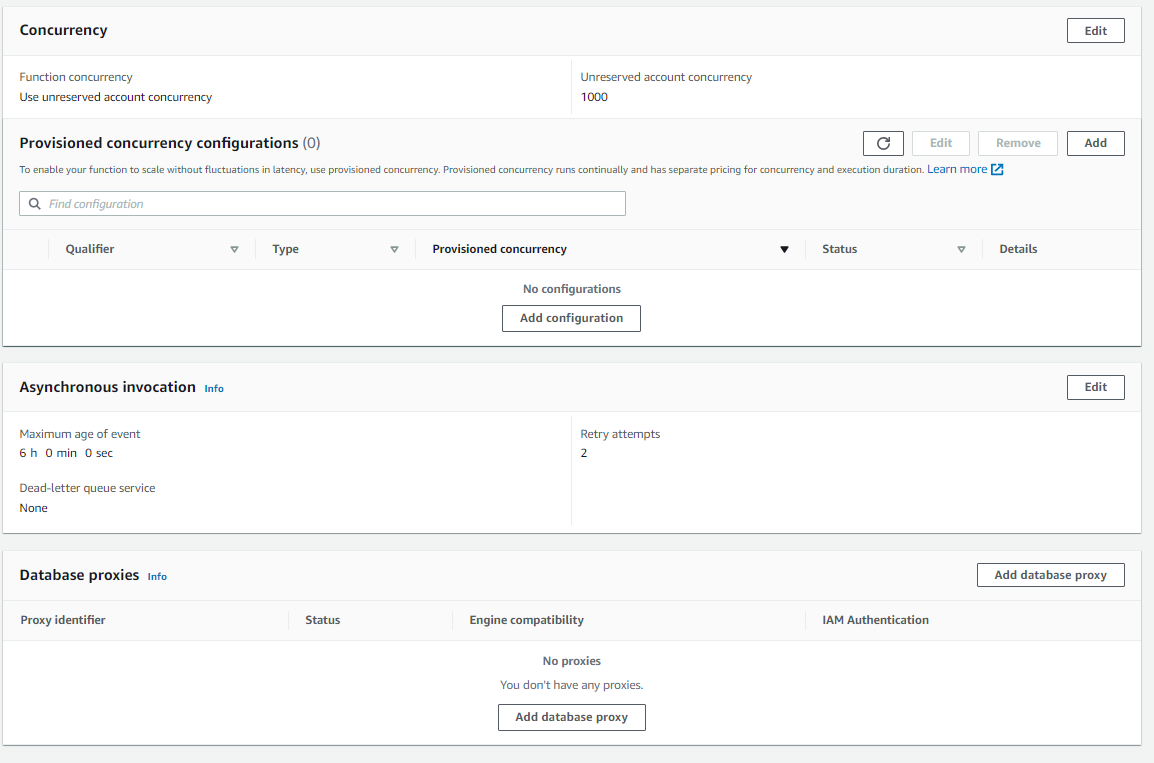 Concurrency
Edit
Function concurrency
Use unreserved account concurrency
Unreserved account concurrency
1000
Provisioned concurrency configurations (0)
Edit
Remove
Add
To enable your function to scale without fluctuations in latency, use provisioned concurrency. Provisioned concurrency runs continually and has separate pricing for concurrency and execution duration. Learn more
Find configuration
Qualifier
Type
Provisioned concurrency
Status
Details
No configurations
Add configuration
Asynchronous invocation Info
Edit
Maximum age of event
6 h 0 min 0 sec
Retry attempts
2
Dead-letter queue service
None
Database proxies Info
Add database proxy
Proxy identifier
Status
Engine compatibility
IAM Authentication
No proxies
You don't have any proxies.
Add database proxy